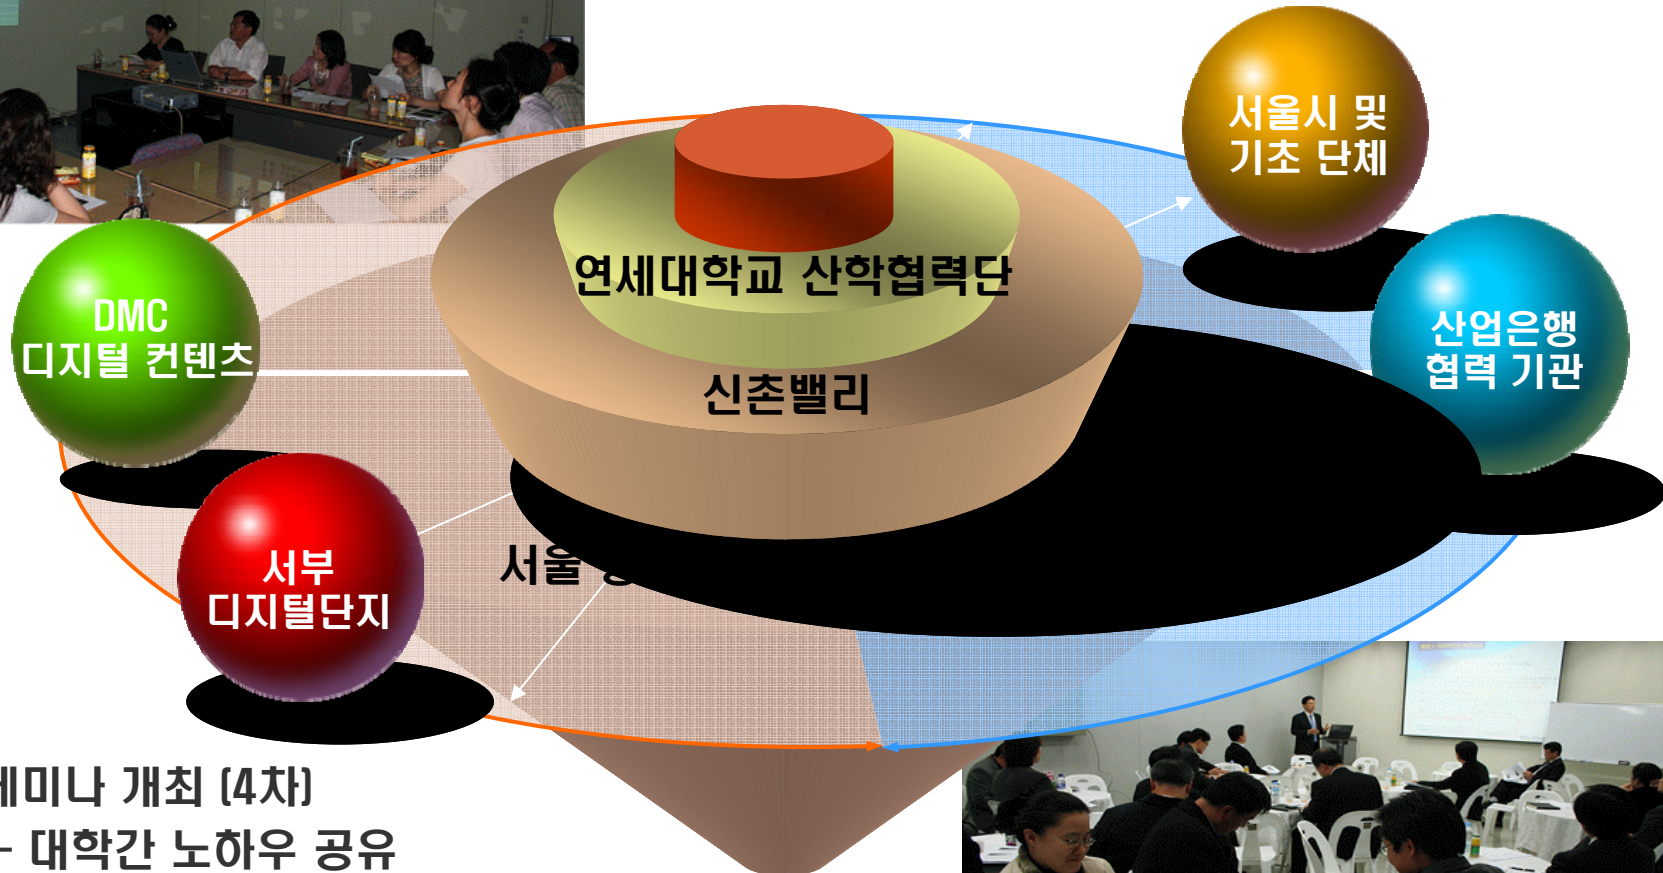 서울시 및
기초 단체
연세대학교 산학협력단
DMC
디지털 컨텐츠
산업은행
협력 기관
신촌밸리
서울
서부
디지털단지
세미나 개최 (4차)
- 대학간 노하우 공유